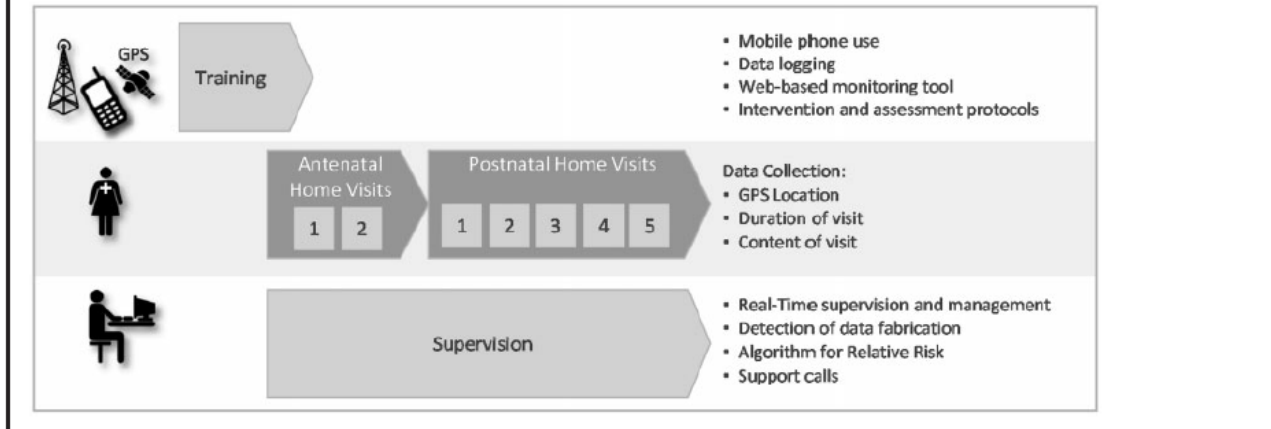 GPS
Training
▪ Mobile phone use
▪ Data logging
▪ Web-based monitoring tool
▪ Intervention and assessment protocols
Antenatal
Home Visits
1 2
Postnatal Home Visits
1 2 3 4 5
Data Collection:
▪ GPS Location
▪ Duration of visit
▪ Content of visit
Supervision
▪ Real-Time supervision and management
▪ Detection of data fabrication
▪ Algorithm for Relative Risk
▪ Support calls